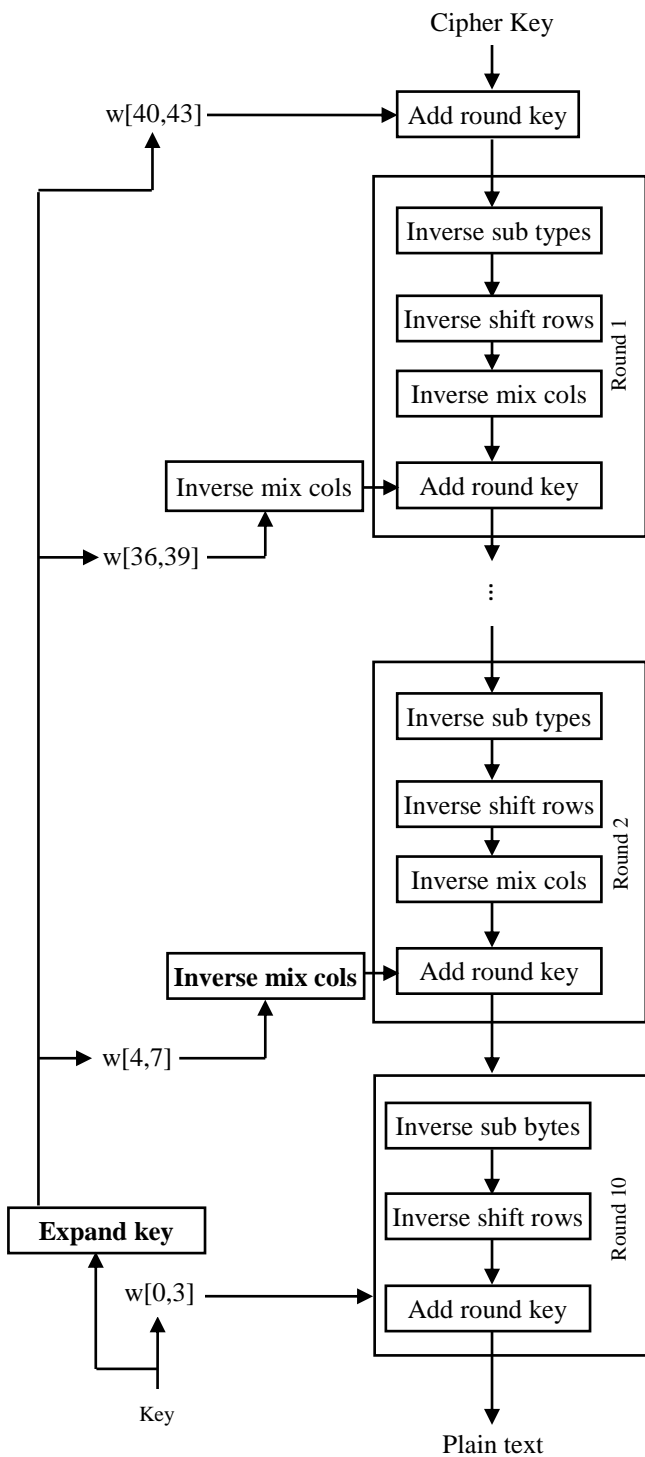 Cipher Key
w[40,43]
Add round key
Inverse sub types
Inverse shift rows
Round 1
Inverse mix cols
Inverse mix cols
Add round key
w[36,39]
...
Inverse sub types
Inverse shift rows
Round 2
Inverse mix cols
Inverse mix cols
Add round key
w[4,7]
Inverse sub bytes
Inverse shift rows
Round 10
Expand key
w[0,3]
Add round key
Key
Plain text